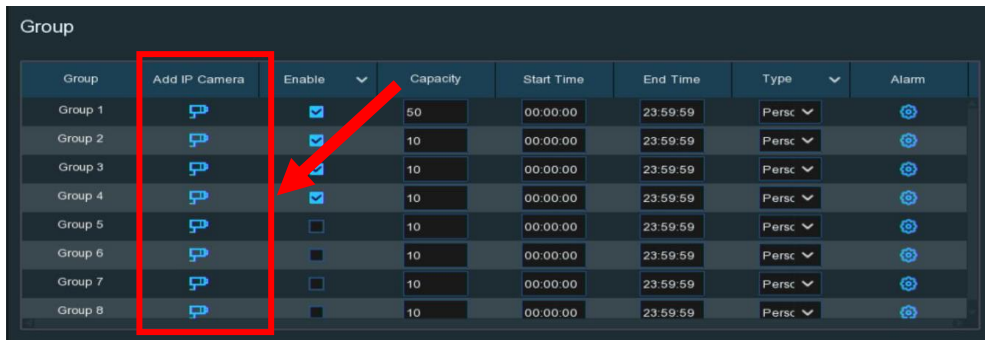 Group
Group Add IP Camera Enable Capacity Start Time End Time Type Alarm
Group 1 50 00:00:00 23:59:59 Persc
Group 2 10 00:00:00 23:59:59 Persc
Group 3 10 00:00:00 23:59:59 Persc
Group 4 10 00:00:00 23:59:59 Persc
Group 5 10 00:00:00 23:59:59 Persc
Group 6 10 00:00:00 23:59:59 Persc
Group 7 10 00:00:00 23:59:59 Persc
Group 8 10 00:00:00 23:59:59 Persc